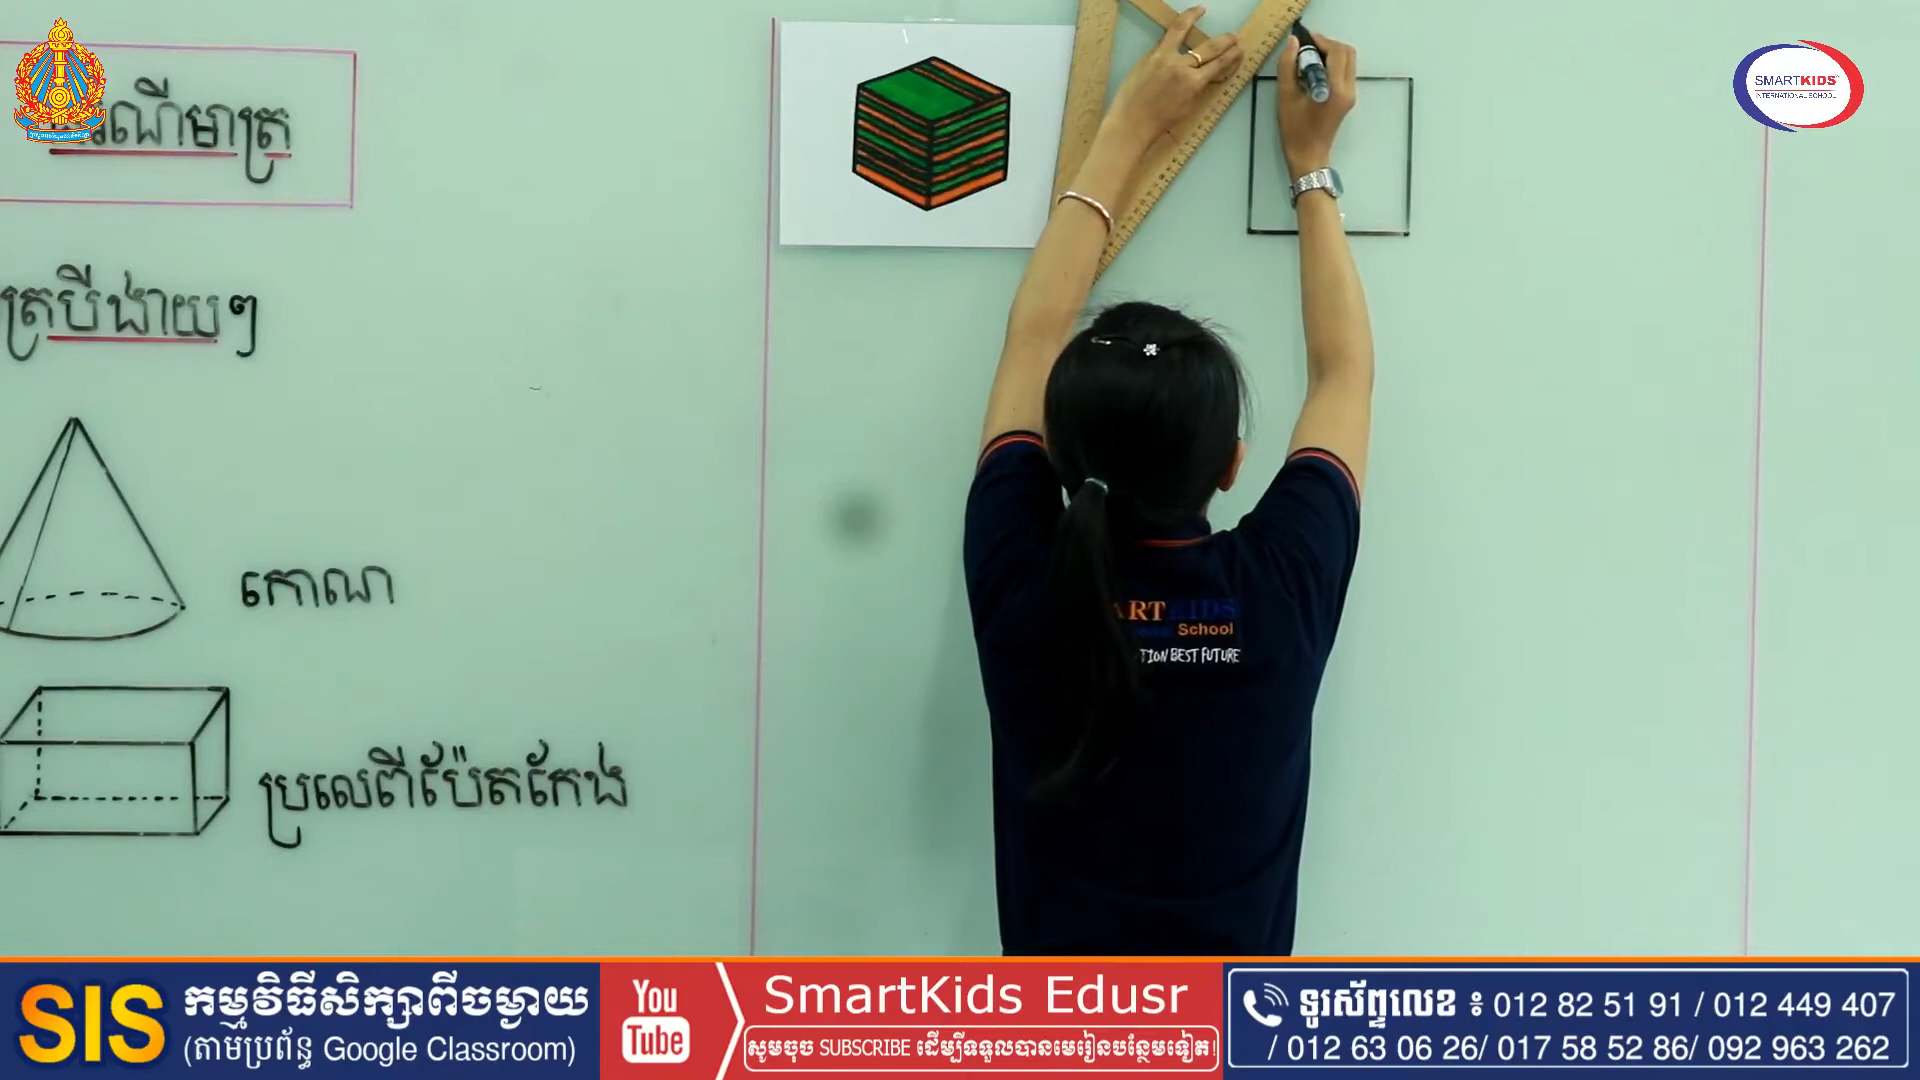 ណីមាត្រ
ត្របីងាយៗ
កោណ
ប្រលេពីប៉ែតកែង
SMARTKIDS
INTERNATIONAL SCHOOL
ARTKIDS
School
TION BEST FUTURE
SIS
កម្មវិធីសិក្សាពីចម្ងាយ
(តាមប្រព័ន្ធ Google Classroom)
You
Tube
SmartKids Edusr
សូមចុច SUBSCRIBE ដើម្បីទទួលបានមេរៀនបន្ថែមទៀត!
ទូរស័ព្ទលេខ ៖ 012 82 51 91 / 012 449 407
/ 012 63 06 26/ 017 58 52 86/ 092 963 262